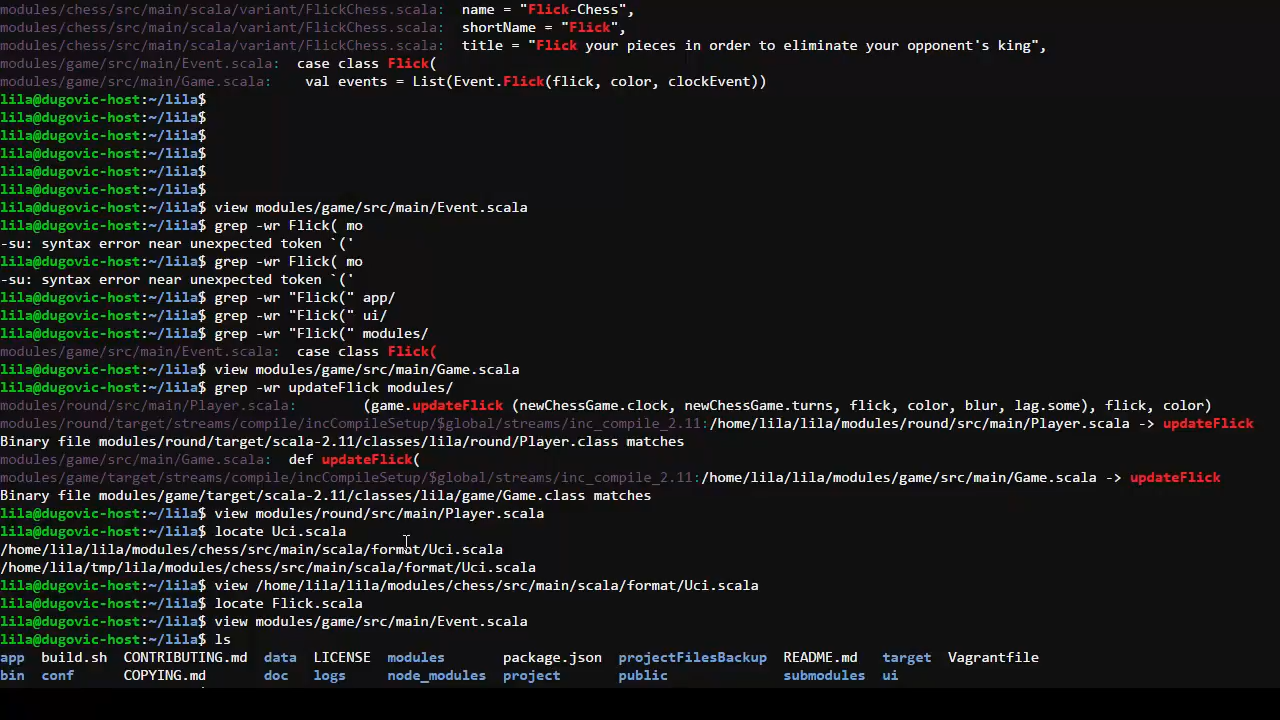 modules/chess/src/main/scala/variant/FlickChess.scala:  name = "Flick-Chess",
modules/chess/src/main/scala/variant/FlickChess.scala:  shortName = "Flick",
modules/chess/src/main/scala/variant/FlickChess.scala:  title = "Flick your pieces in order to eliminate your opponent's king",
modules/game/src/main/Event.scala:  case class Flick(
modules/game/src/main/Game.scala:    val events = List(Event.Flick(flick, color, clockEvent))
lila@dugovic-host:~/lila$
lila@dugovic-host:~/lila$
lila@dugovic-host:~/lila$
lila@dugovic-host:~/lila$
lila@dugovic-host:~/lila$
lila@dugovic-host:~/lila$
lila@dugovic-host:~/lila$ view modules/game/src/main/Event.scala
lila@dugovic-host:~/lila$ grep -wr Flick( mo
-su: syntax error near unexpected token `('
lila@dugovic-host:~/lila$ grep -wr Flick( mo
-su: syntax error near unexpected token `('
lila@dugovic-host:~/lila$ grep -wr "Flick(" app/
lila@dugovic-host:~/lila$ grep -wr "Flick(" ui/
lila@dugovic-host:~/lila$ grep -wr "Flick(" modules/
modules/game/src/main/Event.scala:  case class Flick(
lila@dugovic-host:~/lila$ view modules/game/src/main/Game.scala
lila@dugovic-host:~/lila$ grep -wr updateFlick modules/
modules/round/src/main/Player.scala:        (game.updateFlick (newChessGame.clock, newChessGame.turns, flick, color, blur, lag.some), flick, color)
modules/round/target/streams/compile/incCompileSetup/$global/streams/inc_compile_2.11:/home/lila/lila/modules/round/src/main/Player.scala -> updateFlick
Binary file modules/round/target/scala-2.11/classes/lila/round/Player.class matches
modules/game/src/main/Game.scala:  def updateFlick(
modules/game/target/streams/compile/incCompileSetup/$global/streams/inc_compile_2.11:/home/lila/lila/modules/game/src/main/Game.scala -> updateFlick
Binary file modules/game/target/scala-2.11/classes/lila/game/Game.class matches
lila@dugovic-host:~/lila$ view modules/round/src/main/Player.scala
lila@dugovic-host:~/lila$ locate Uci.scala
/home/lila/lila/modules/chess/src/main/scala/format/Uci.scala
/home/lila/tmp/lila/modules/chess/src/main/scala/format/Uci.scala
lila@dugovic-host:~/lila$ view /home/lila/lila/modules/chess/src/main/scala/format/Uci.scala
lila@dugovic-host:~/lila$ locate Flick.scala
lila@dugovic-host:~/lila$ view modules/game/src/main/Event.scala
lila@dugovic-host:~/lila$ ls
app  build.sh  CONTRIBUTING.md  data  LICENSE  modules       package.json  projectFilesBackup  README.md   target  Vagrantfile
bin  conf      COPYING.md       doc   logs     node_modules  project       public              submodules  ui